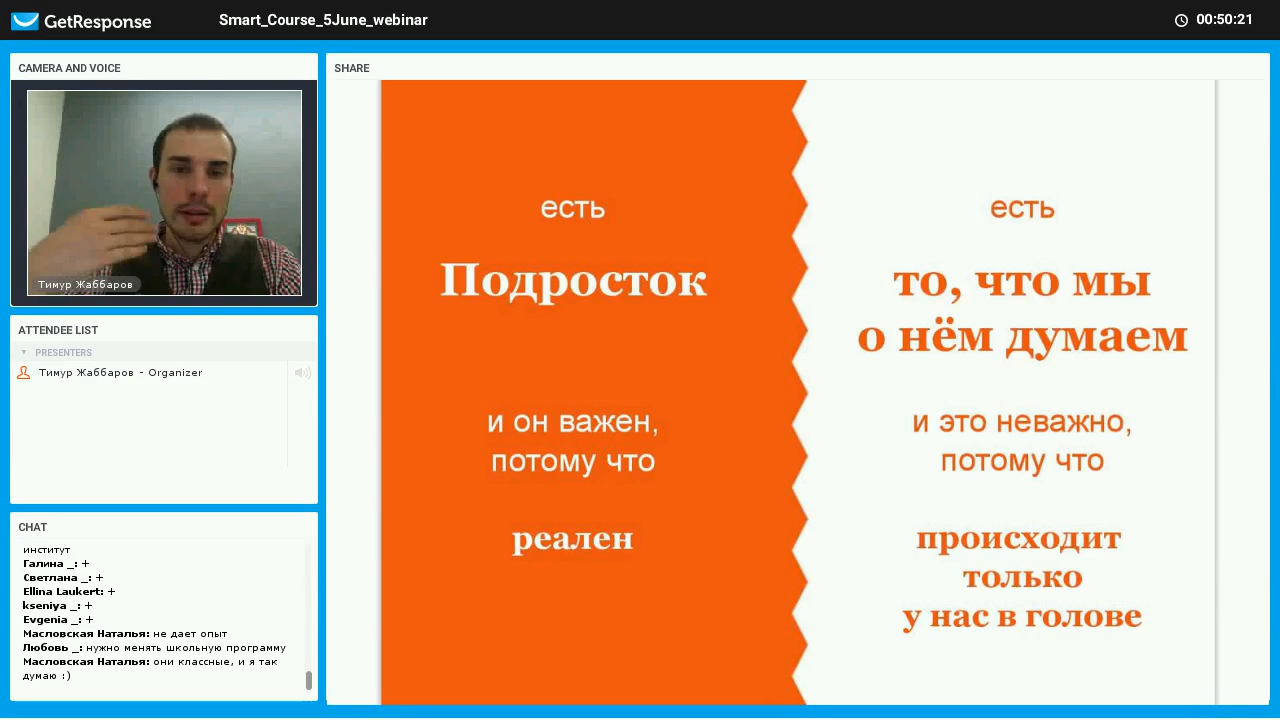 GetResponse
Smart_Course_5June_webinar
00:50:21
CAMERA AND VOICE
Тимур Жаббаров
ATTENDEE LIST
PRESENTERS
Тимур Жаббаров - Organizer
CHAT
институт
Галина _: +
Светлана _: +
Ellina Laukert: +
kseniya _: +
Evgenia _: +
Масловская Наталья: не дает опыт
Любовь _: нужно менять школьную программу
Масловская Наталья: они классные, и я так
думаю :)
SHARE
есть
Подросток
и он важен,
потому что
реален
есть
то, что мы
о нём думаем
и это неважно,
потому что
происходит
только
у нас в голове